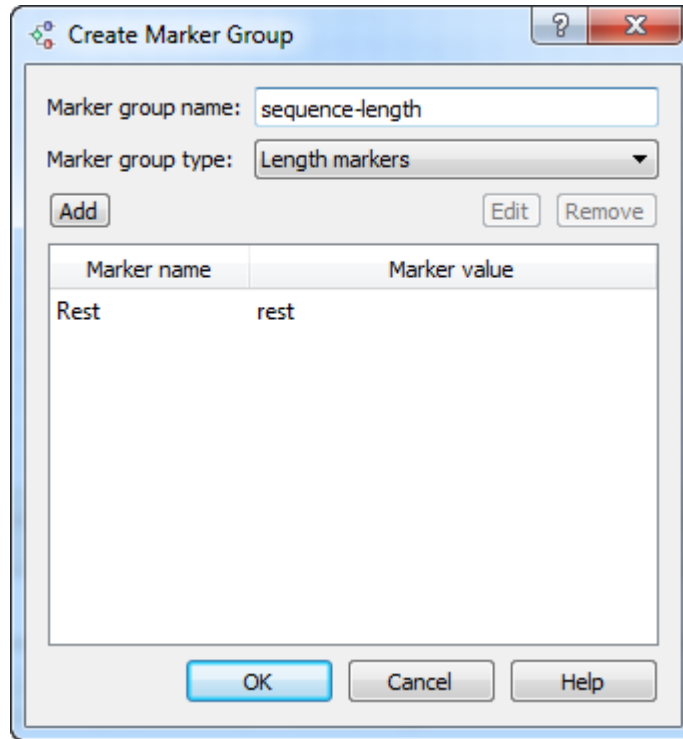 Create Marker Group
Marker group name: sequence-length
Marker group type: Length markers
Add Edit Remove
Marker name Marker value
Rest rest
OK Cancel Help